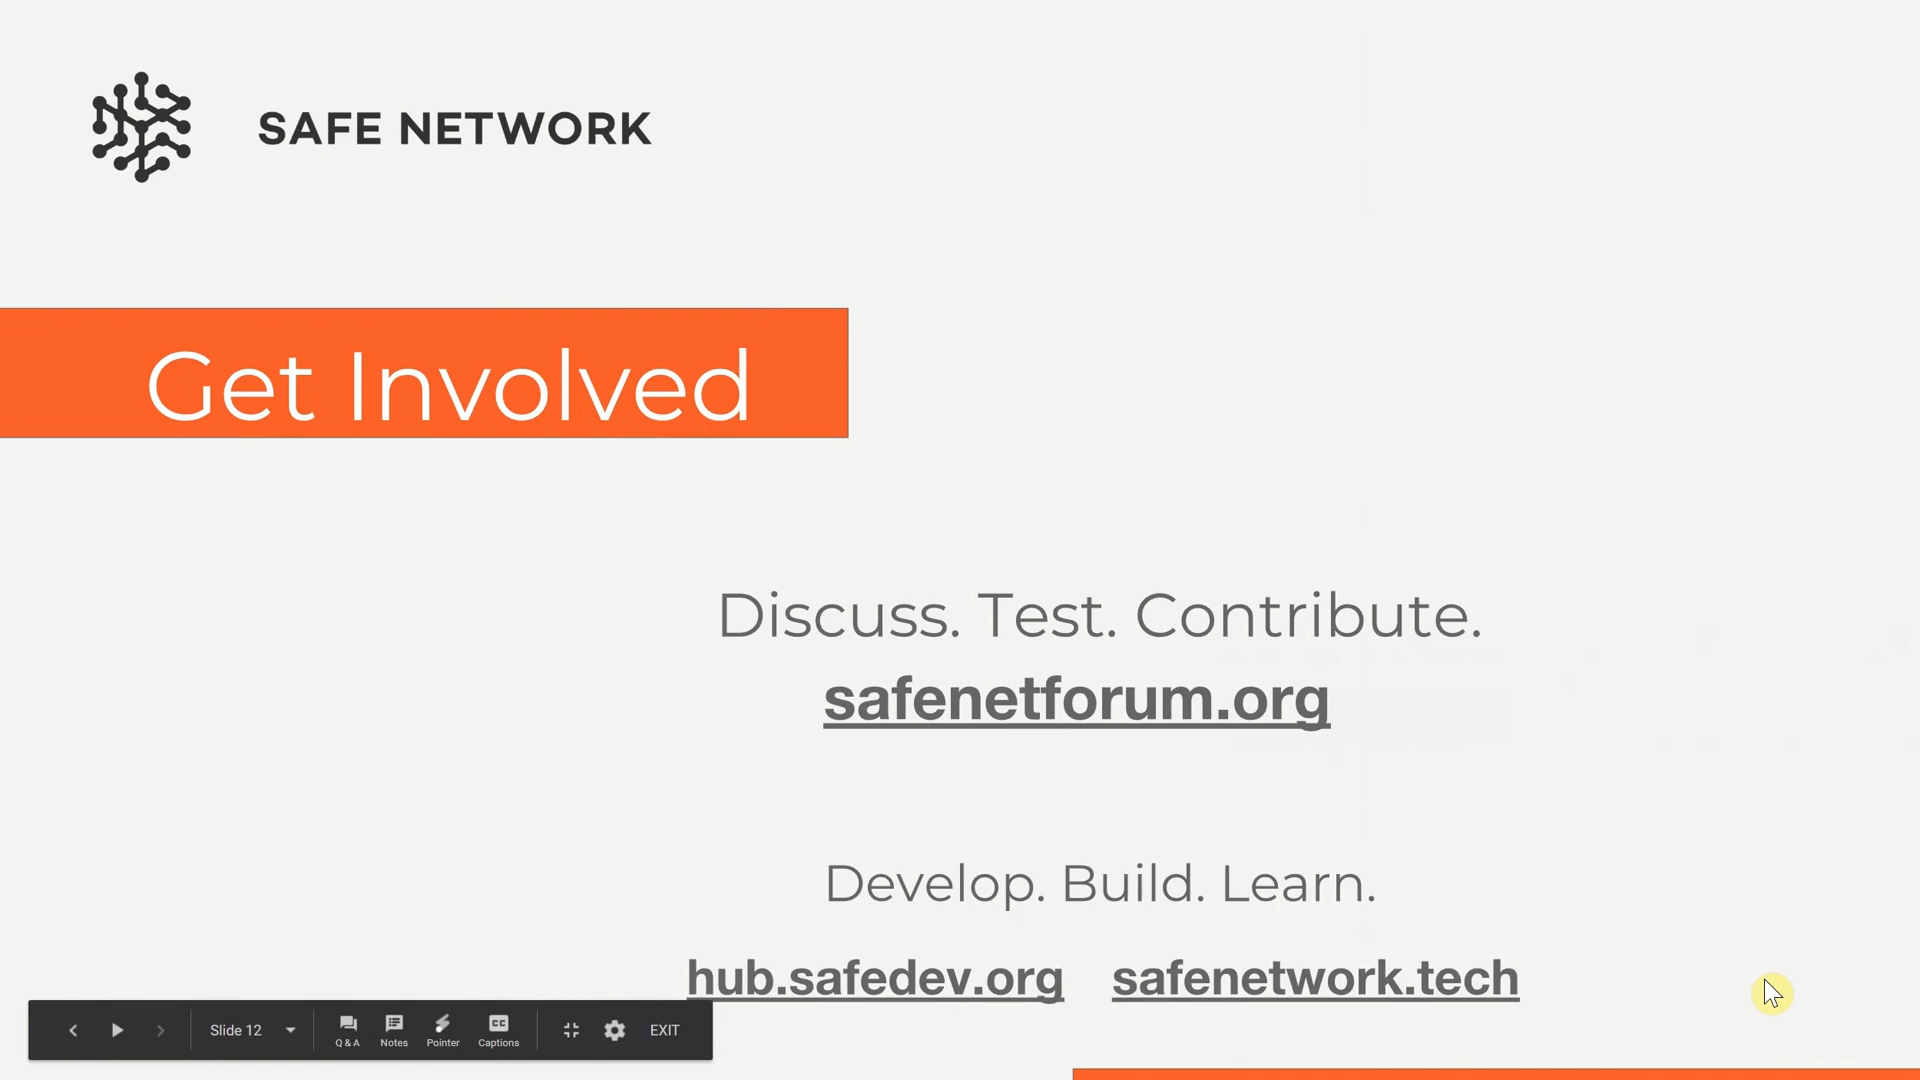 SAFE NETWORK
Get Involved
Discuss. Test. Contribute.
safenetforum.org
Develop. Build. Learn.
hub.safedev.org safenetwork.tech
Slide 12
Q & A Notes Pointer Captions
EXIT